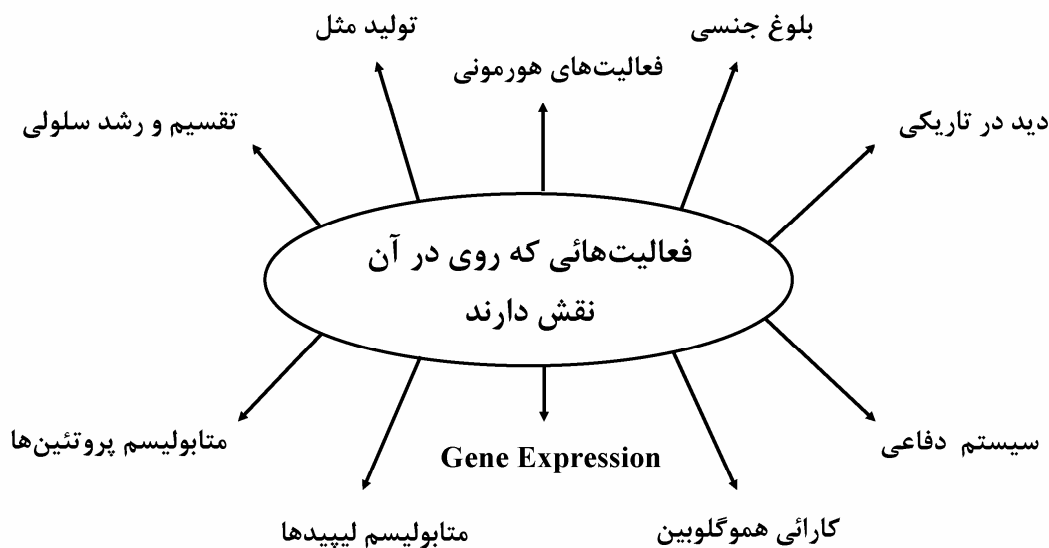 بلوغ جنسی
تولید مثل
فعالیت‌های هورمونی
دید در تاریکی
تقسیم و رشد سلولی
فعالیت‌هائی که روی در آن
نقش دارند
سیستم دفاعی
متابولیسم پروتئین‌ها
Gene Expression
کارائی هموگلوبین
متابولیسم لیپیدها